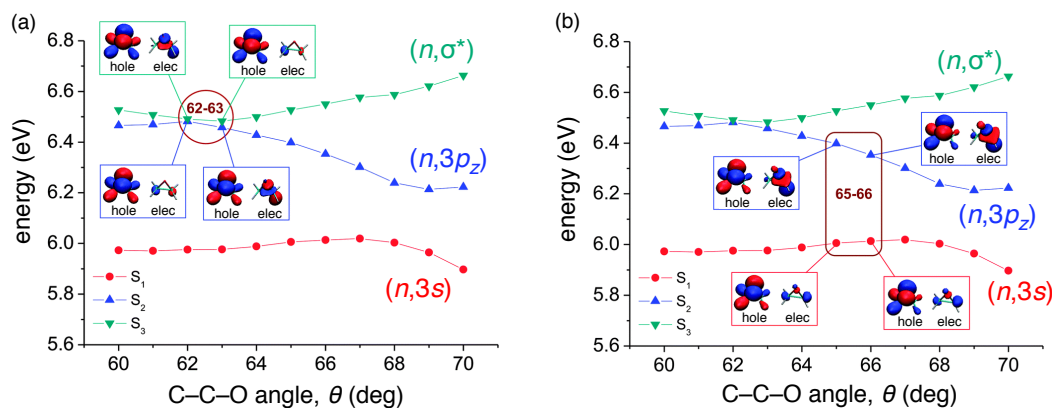 (a)
6.8
6.6
6.4
6.2
6.0
5.8
5.6
energy (eV)
hole elec
hole elec
62-63
hole elec
hole elec
(n,σ*)
(n,3pz)
(n,3s)
S1
S2
S3
60 62 64 66 68 70
C–C–O angle, θ (deg)
(b)
6.8
6.6
6.4
6.2
6.0
5.8
5.6
energy (eV)
(n,σ*)
hole elec
hole elec
65-66
(n,3pz)
(n,3s)
hole elec
hole elec
S1
S2
S3
60 62 64 66 68 70
C–C–O angle, θ (deg)